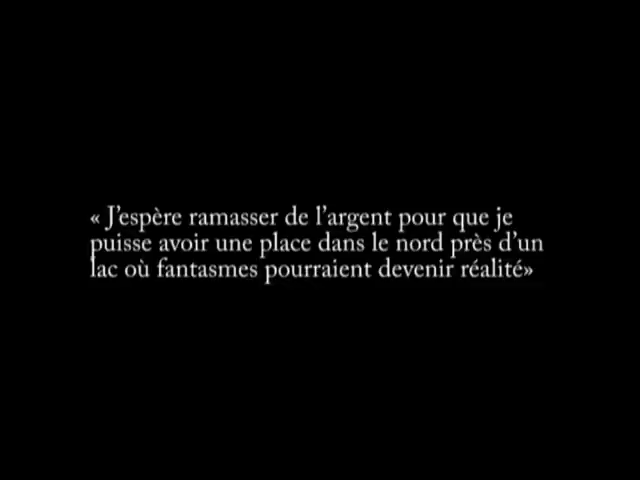 « J'espère ramasser de l'argent pour que je
puisse avoir une place dans le nord près d'un
lac où fantasmes pourraient devenir réalité»